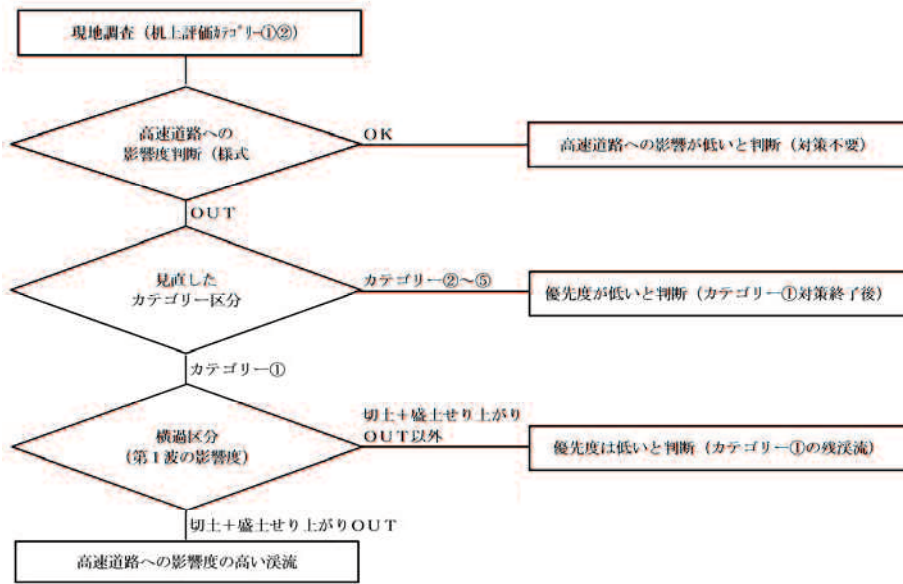 現地調査（机上評価ｶﾃｺﾞﾘｰ①②）
高速道路への
影響度判断（様式
OK
高速道路への影響が低いと判断（対策不要）
OUT
見直した
カテゴリー区分
カテゴリー②～⑤
優先度が低いと判断（カテゴリー①対策終了後）
カテゴリー①
横過区分
（第１波の影響度）
切土＋盛土せり上がり
OUT以外
優先度は低いと判断（カテゴリー①の残渓流）
切土＋盛土せり上がりOUT
高速道路への影響度の高い渓流